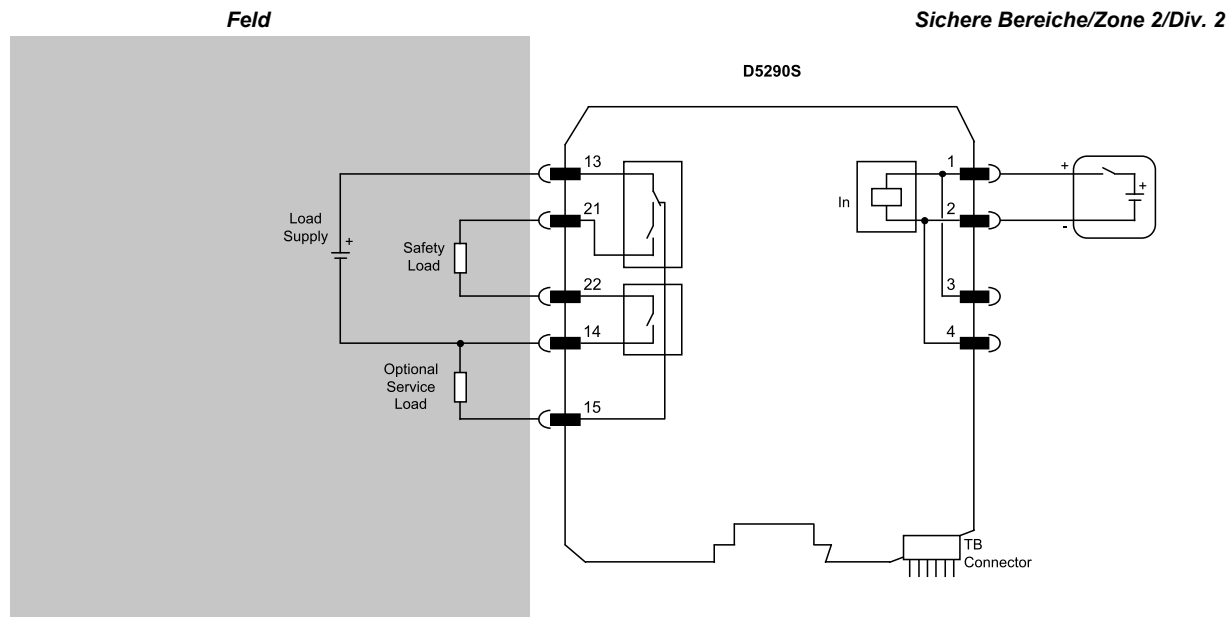 Feld
Sichere Bereiche/Zone 2/Div. 2
D5290S
13
21
22
14
15
Load
Supply
+
Safety
Load
Optional
Service
Load
In
1
2
3
4
+
-
+
TB
Connector